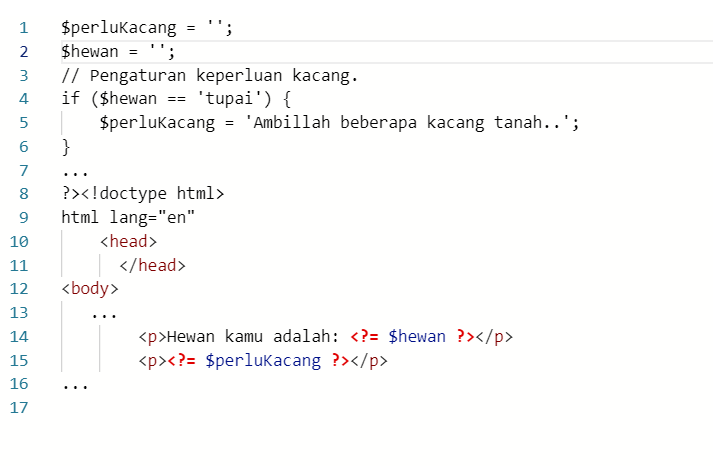 1 $perluKacang = '';
2 $hewan = '';
3 // Pengaturan keperluan kacang.
4 if ($hewan == 'tupai') {
5 $perluKacang = 'Ambillah beberapa kacang tanah..';
6 }
7 ...
8 ?><!doctype html>
9 html lang="en"
10 <head>
11 </head>
12 <body>
13 ...
14 <p>Hewan kamu adalah: <?= $hewan ?></p>
15 <p><?= $perluKacang ?></p>
16 ...
17